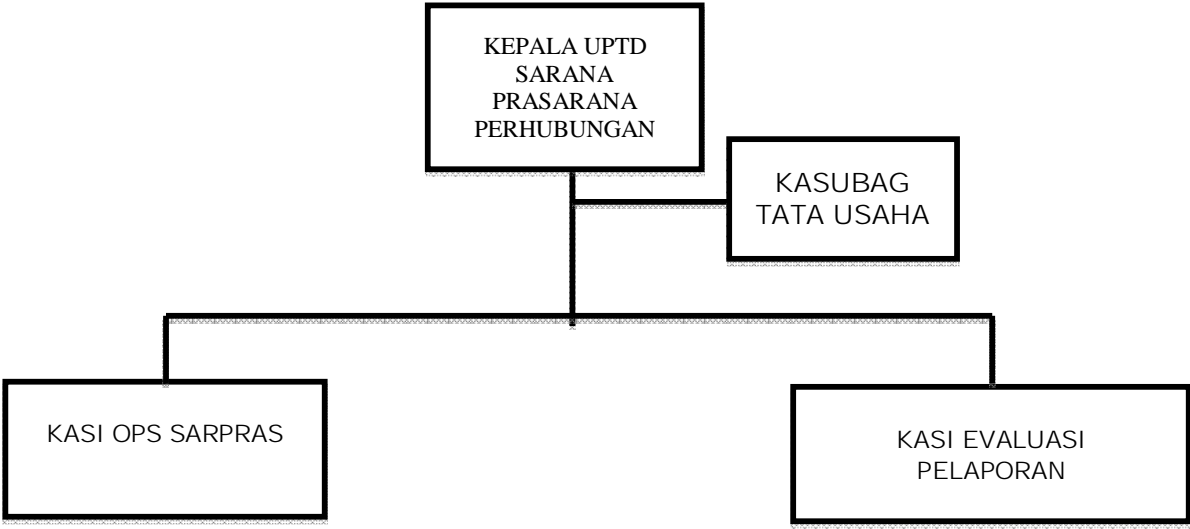 KEPALA UPTD
SARANA
PRASARANA
PERHUBUNGAN
KASUBAG
TATA USAHA
KASI OPS SARPRAS
KASI EVALUASI
PELAPORAN